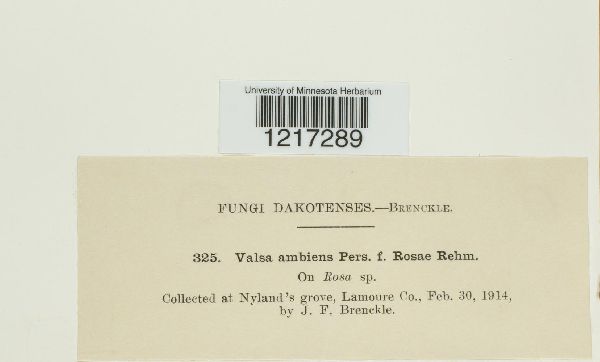 University of Minnesota Herbarium
1217289
FUNGI DAKOTENSES.—BRENCKLE.
325. Valsa ambiens Pers. f. Rosae Rehm.
On Rosa sp.
Collected at Nyland's grove, Lamoure Co., Feb. 30, 1914,
by J. F. Brenckle.